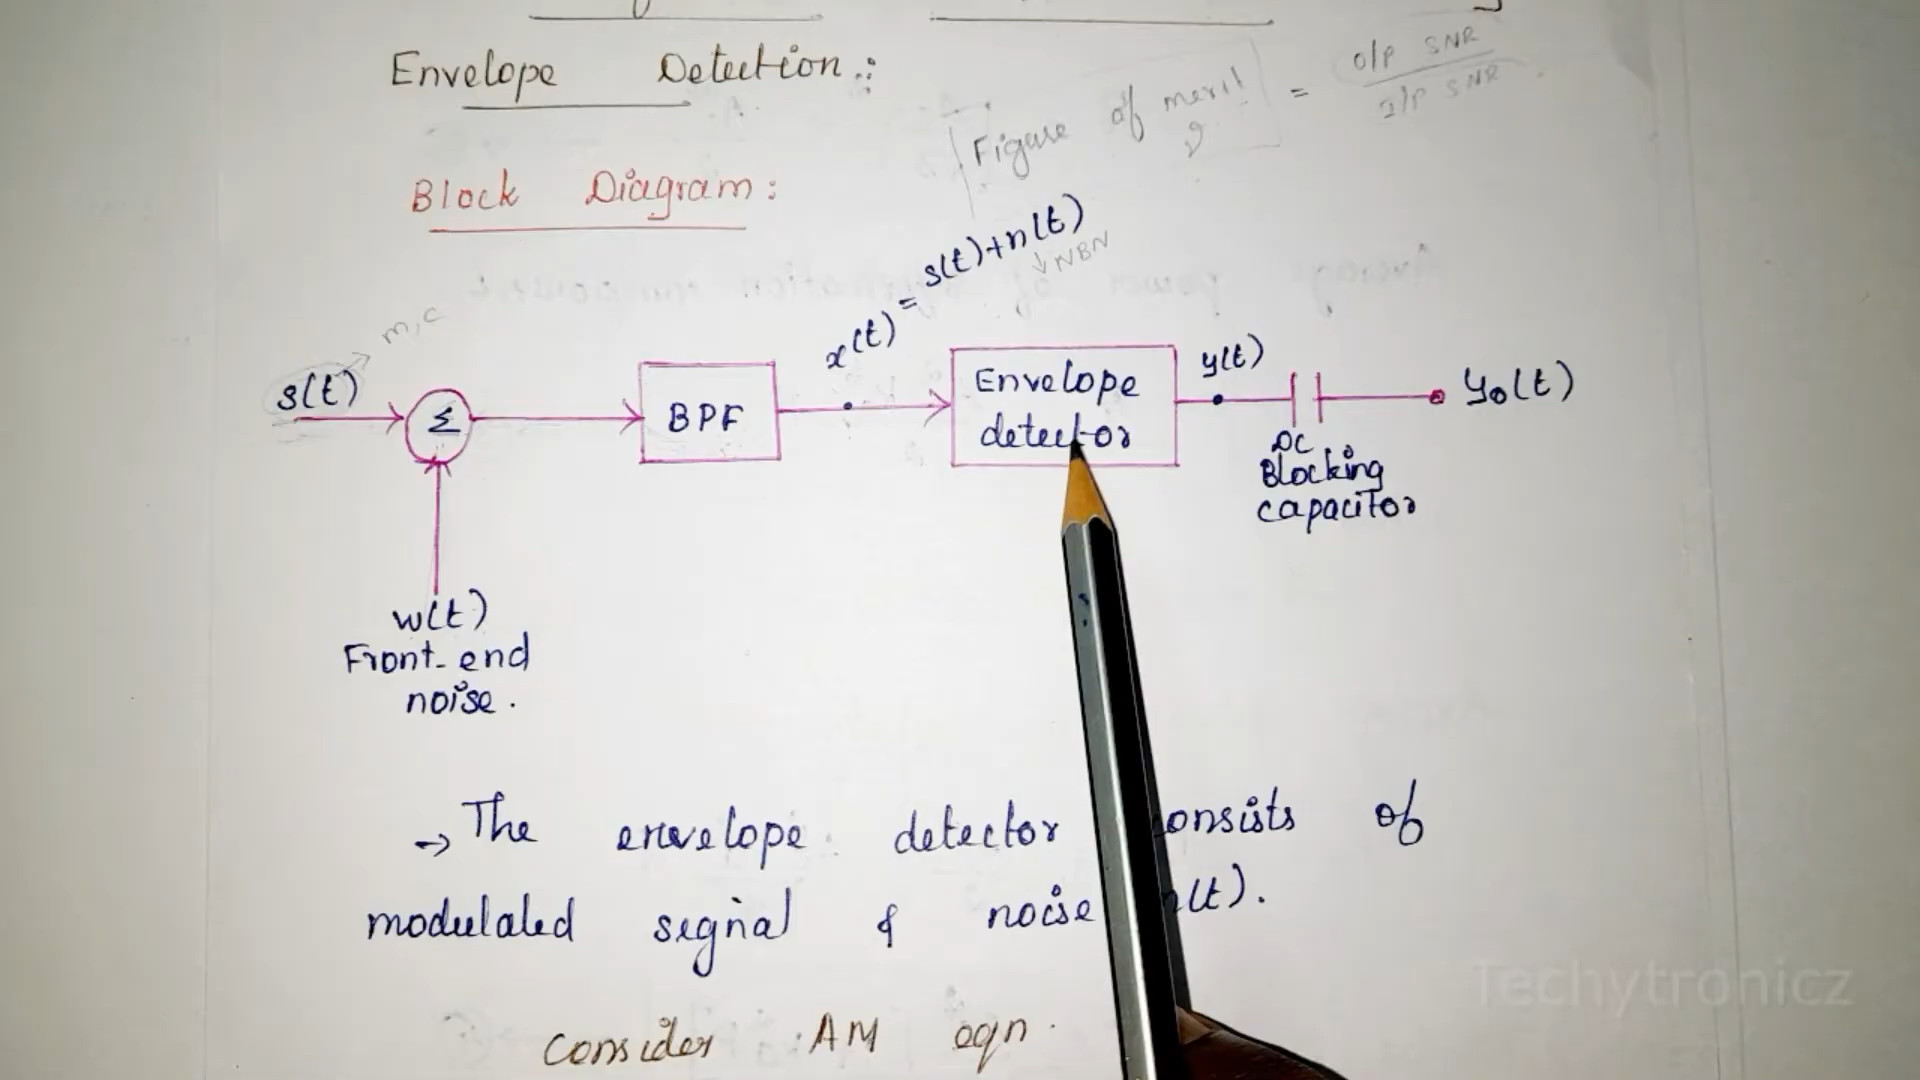 Envelope Detection :
Figure of merit = O/P SNR
I/P SNR
Block Diagram :
x(t) = s(t)+n(t)
↓NBN
m, c
s(t)
Σ
BPF
Envelope
detector
y(t)
y₀(t)
DC
Blocking
capacitor
w(t)
Front-end
noise.
→ The envelope detector consists of
modulated signal & noise n(t).
Consider AM eqn.
Techytronicz